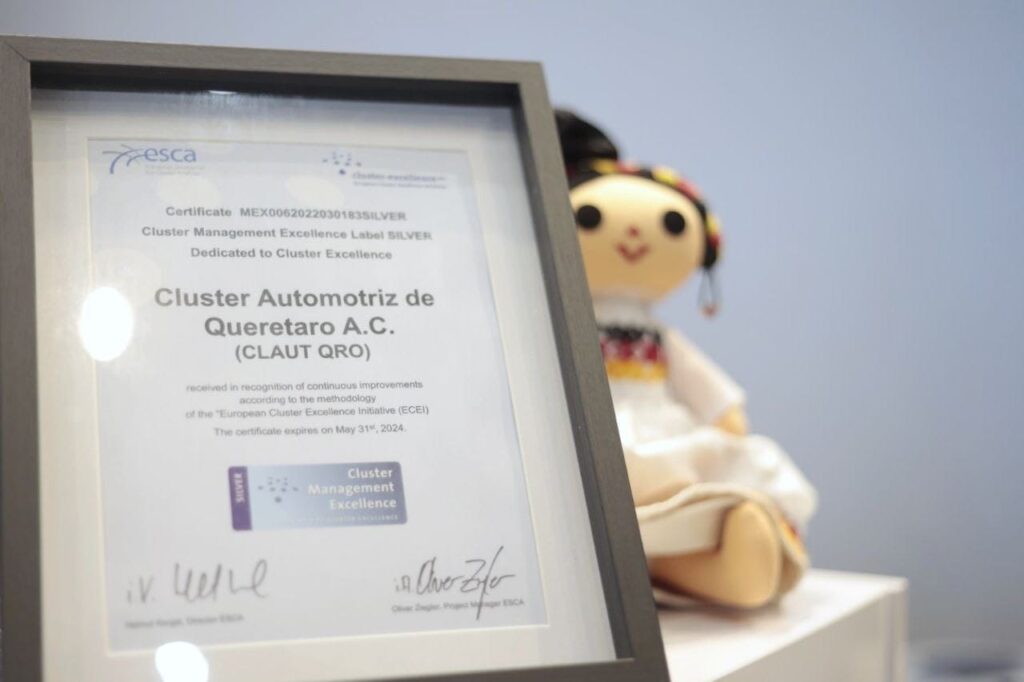 esca
cluster-excellence
Certificate MEX0062022030183SILVER
Cluster Management Excellence Label SILVER
Dedicated to Cluster Excellence
Cluster Automotriz de
Queretaro A.C.
(CLAUT QRO)
received in recognition of continuous improvements
according to the methodology
of the "European Cluster Excellence Initiative (ECEI)
The certificate expires on May 31st, 2024.
SILVER
Cluster
Management
Excellence
Oliver Ziegler, Project Manager ESCA
Director ESCA